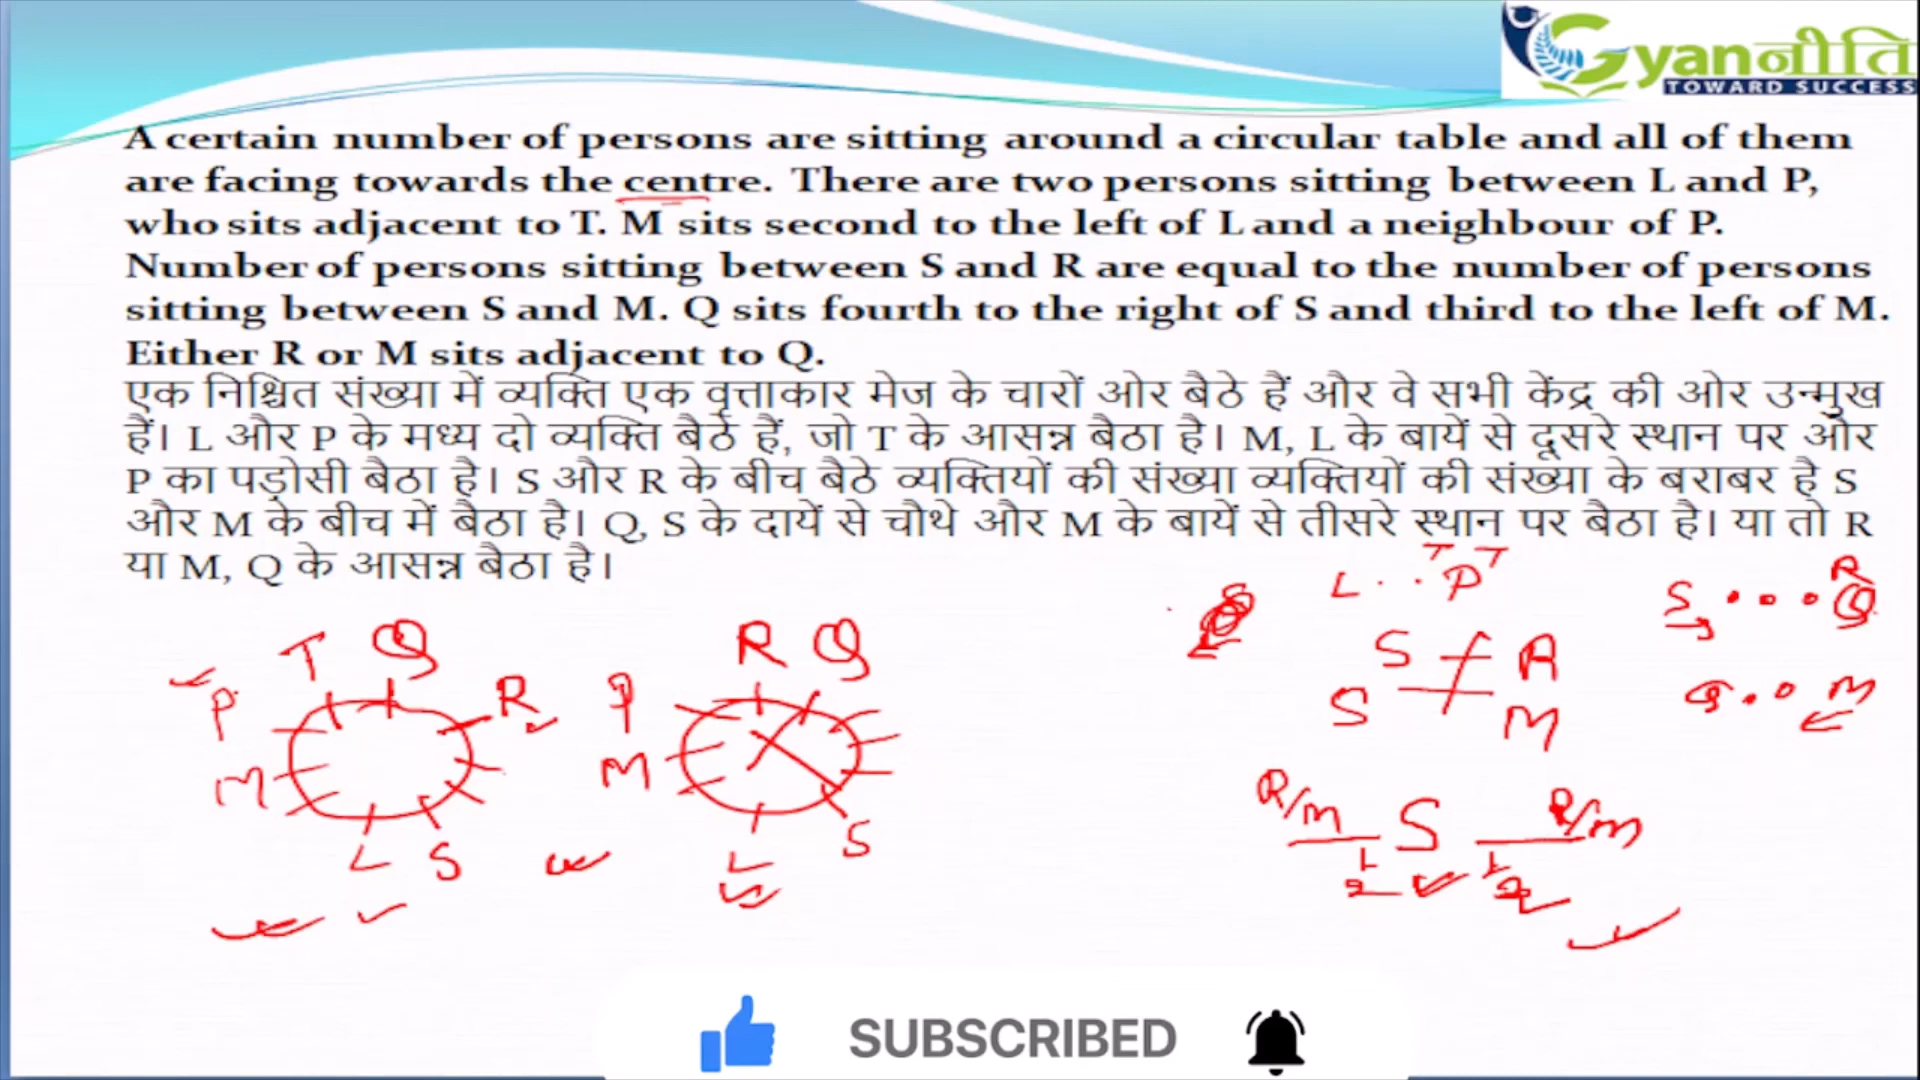 Gyanनीति
TOWARD SUCCESS
A certain number of persons are sitting around a circular table and all of them
are facing towards the centre. There are two persons sitting between L and P,
who sits adjacent to T. M sits second to the left of L and a neighbour of P.
Number of persons sitting between S and R are equal to the number of persons
sitting between S and M. Q sits fourth to the right of S and third to the left of M.
Either R or M sits adjacent to Q.
एक निश्चित संख्या में व्यक्ति एक वृत्ताकार मेज के चारों ओर बैठे हैं और वे सभी केंद्र की ओर उन्मुख
हैं। L और P के मध्य दो व्यक्ति बैठे हैं, जो T के आसन्न बैठा है। M, L के बायें से दूसरे स्थान पर और
P का पड़ोसी बैठा है। S और R के बीच बैठे व्यक्तियों की संख्या व्यक्तियों की संख्या के बराबर है S
और M के बीच में बैठा है। Q, S के दायें से चौथे और M के बायें से तीसरे स्थान पर बैठा है। या तो R
या M, Q के आसन्न बैठा है।
T T
L . . P
R
S . . . Q
T Q
R Q
S R
P
R
P
S M
Q . . M
M
M
R/M S R/M
L S
L
S
SUBSCRIBED